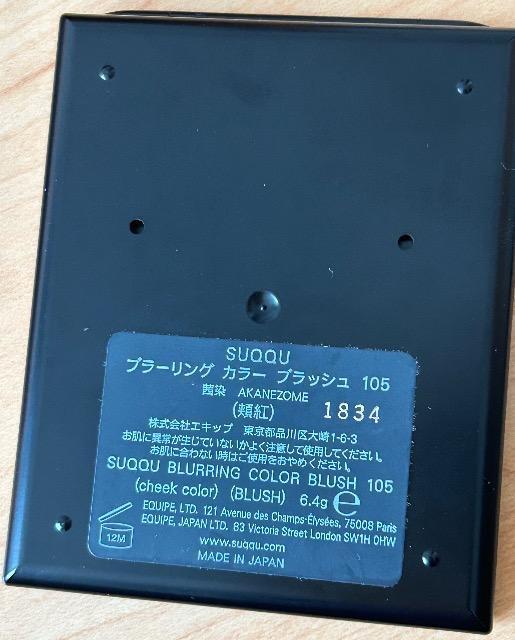 SUQQU
ブラーリング カラー ブラッシュ 105
茜染 AKANEZOME
(頬紅) 1834
株式会社エキップ 東京都品川区大崎1-6-3
お肌に異常が生じていないかよく注意して使用してください。
お肌に合わない時はご使用をおやめください。
SUQQU BLURRING COLOR BLUSH 105
(cheek color) (BLUSH) 6.4g ℮
EQUIPE, LTD. 121 Avenue des Champs-Élysées, 75008 Paris
EQUIPE, JAPAN LTD. 83 Victoria Street London SW1H 0HW
12M
www.suqqu.com
MADE IN JAPAN